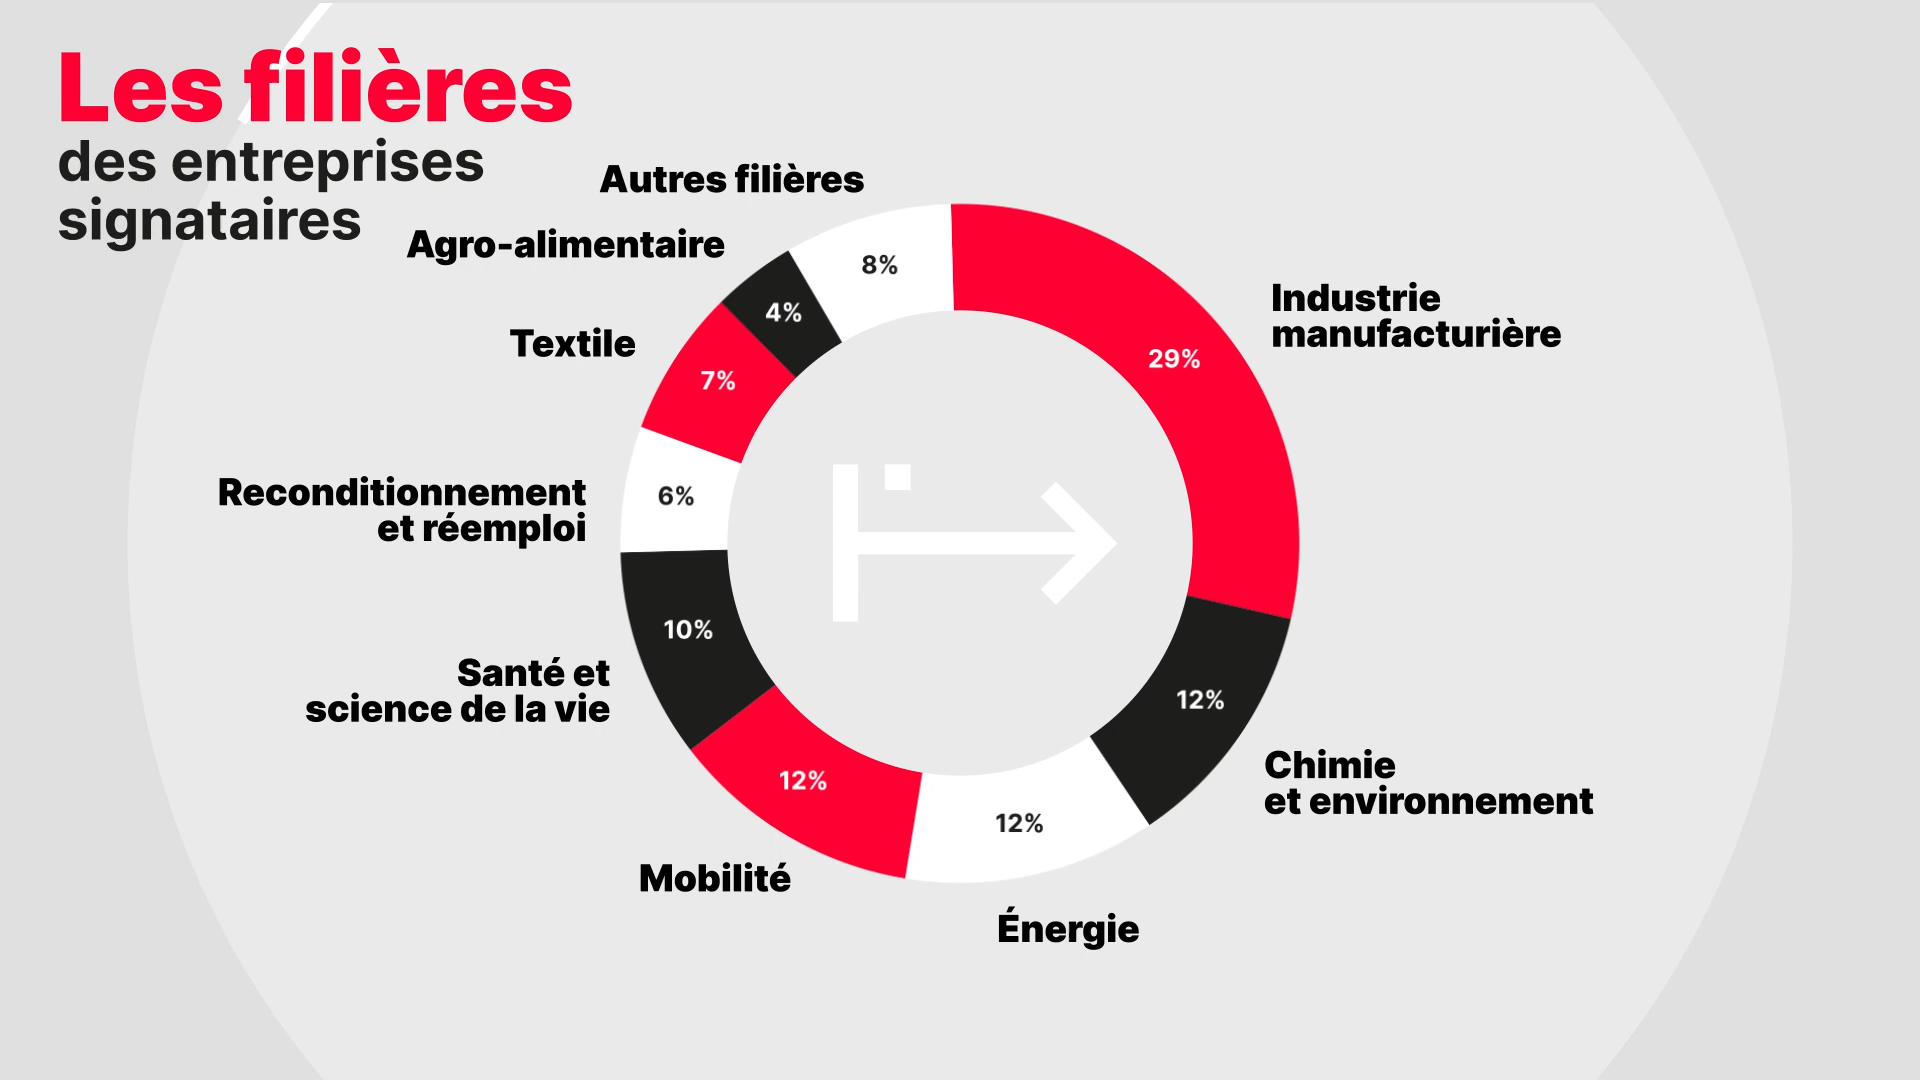 Les filières
des entreprises
signataires
Autres filières
8%
Agro-alimentaire
4%
Textile
7%
Reconditionnement
et réemploi
6%
Santé et
science de la vie
10%
Mobilité
12%
Énergie
12%
Chimie
et environnement
12%
Industrie
manufacturière
29%